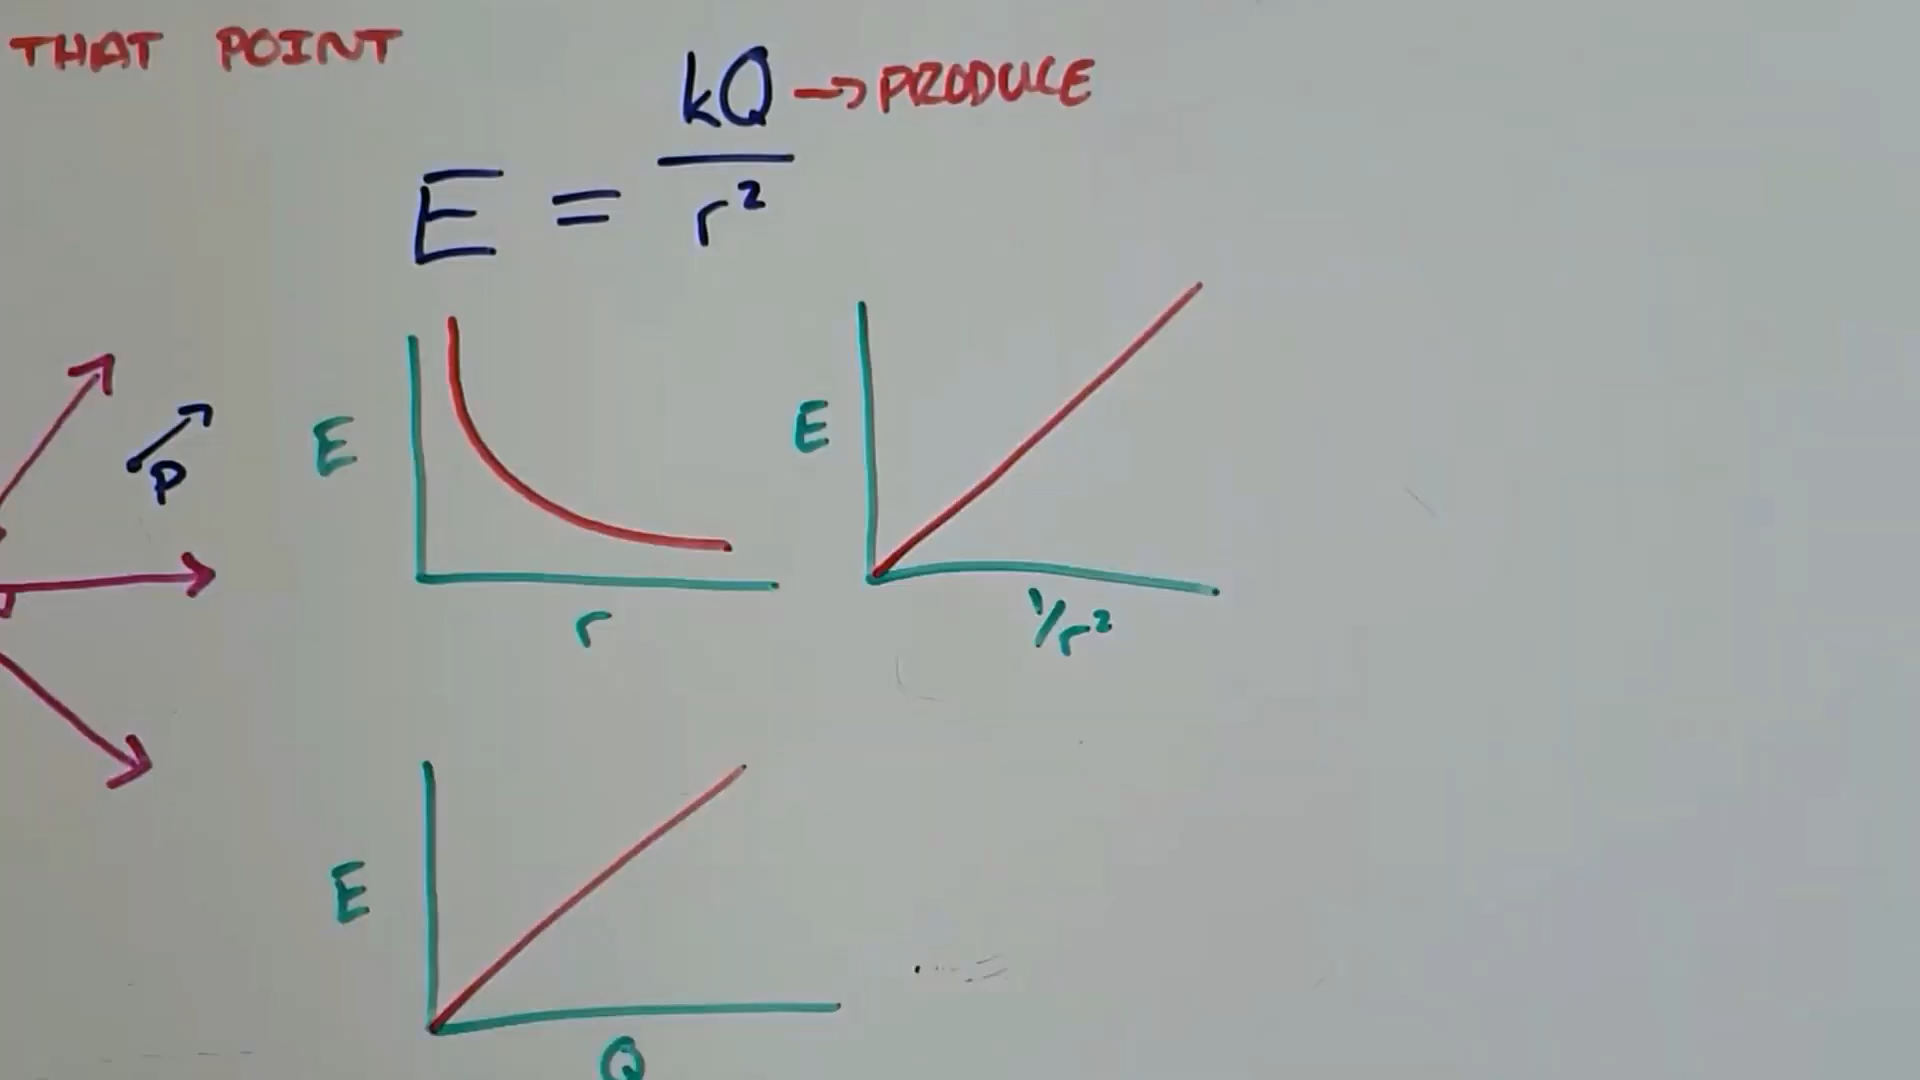 THAT POINT
E = kQ/r² → PRODUCE
P
E
r
E
1/r²
E
Q